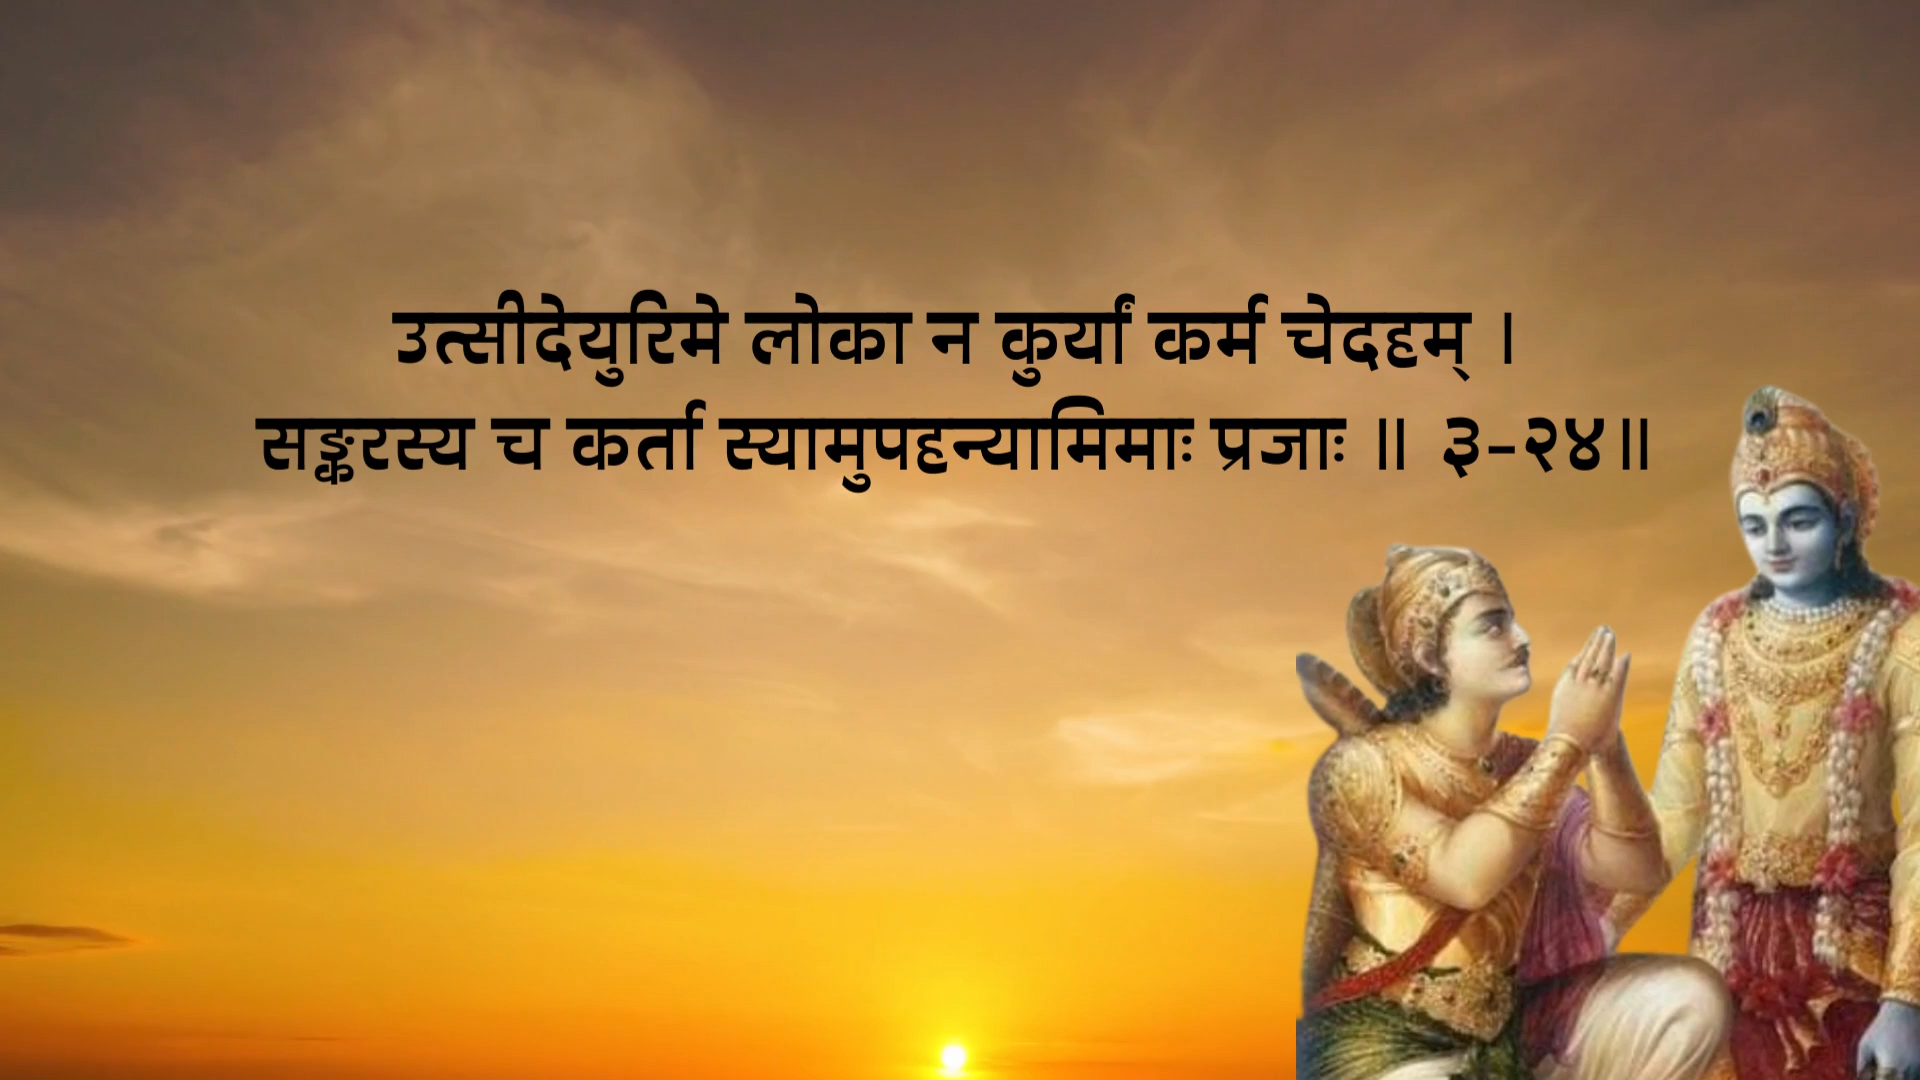 उत्सीदेयुरिमे लोका न कुर्यां कर्म चेदहम् ।
सङ्करस्य च कर्ता स्यामुपहन्यामिमाः प्रजाः ॥ ३-२४॥